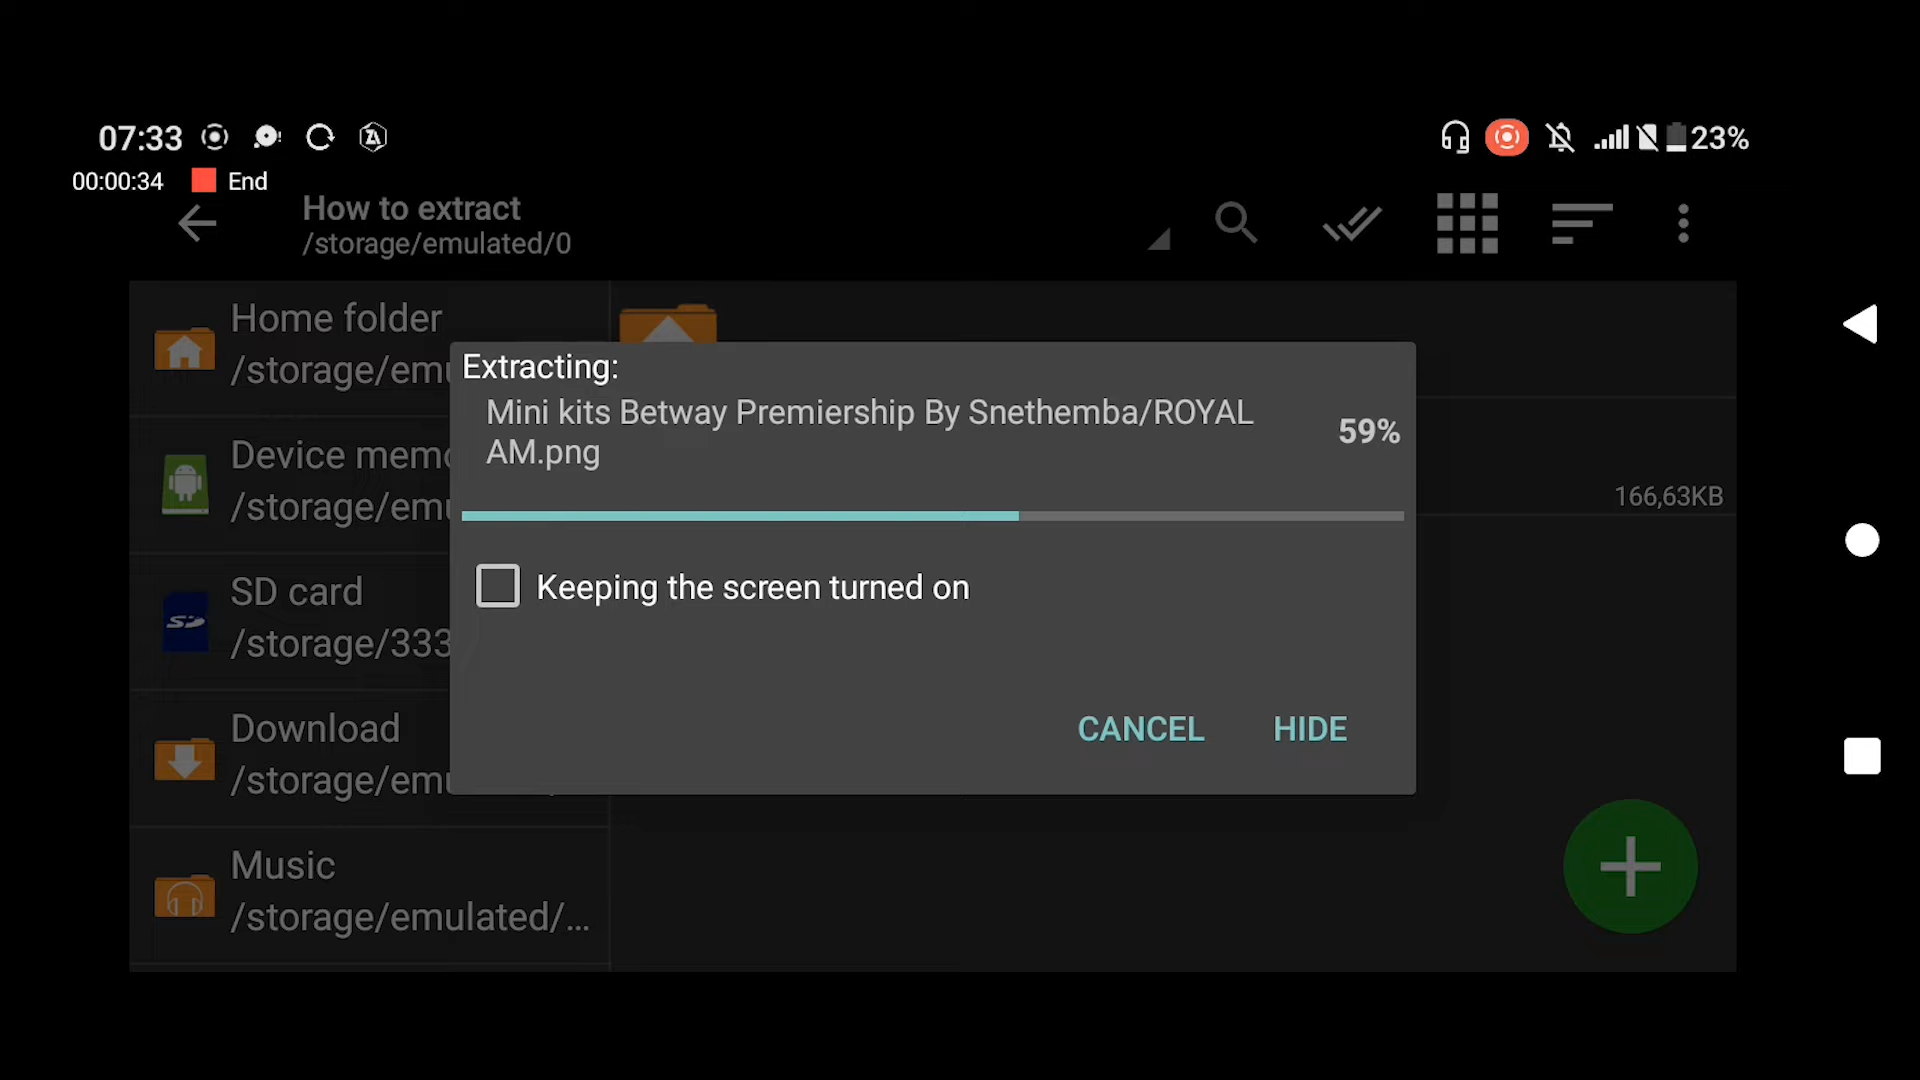 07:33
23%
00:00:34 End
How to extract
/storage/emulated/0
Home folder
/storage/emu
Device memo
/storage/emu
SD card
/storage/333
Download
/storage/emu
Music
/storage/emulated/...
Extracting:
Mini kits Betway Premiership By Snethemba/ROYAL
AM.png
59%
Keeping the screen turned on
CANCEL HIDE
166,63KB